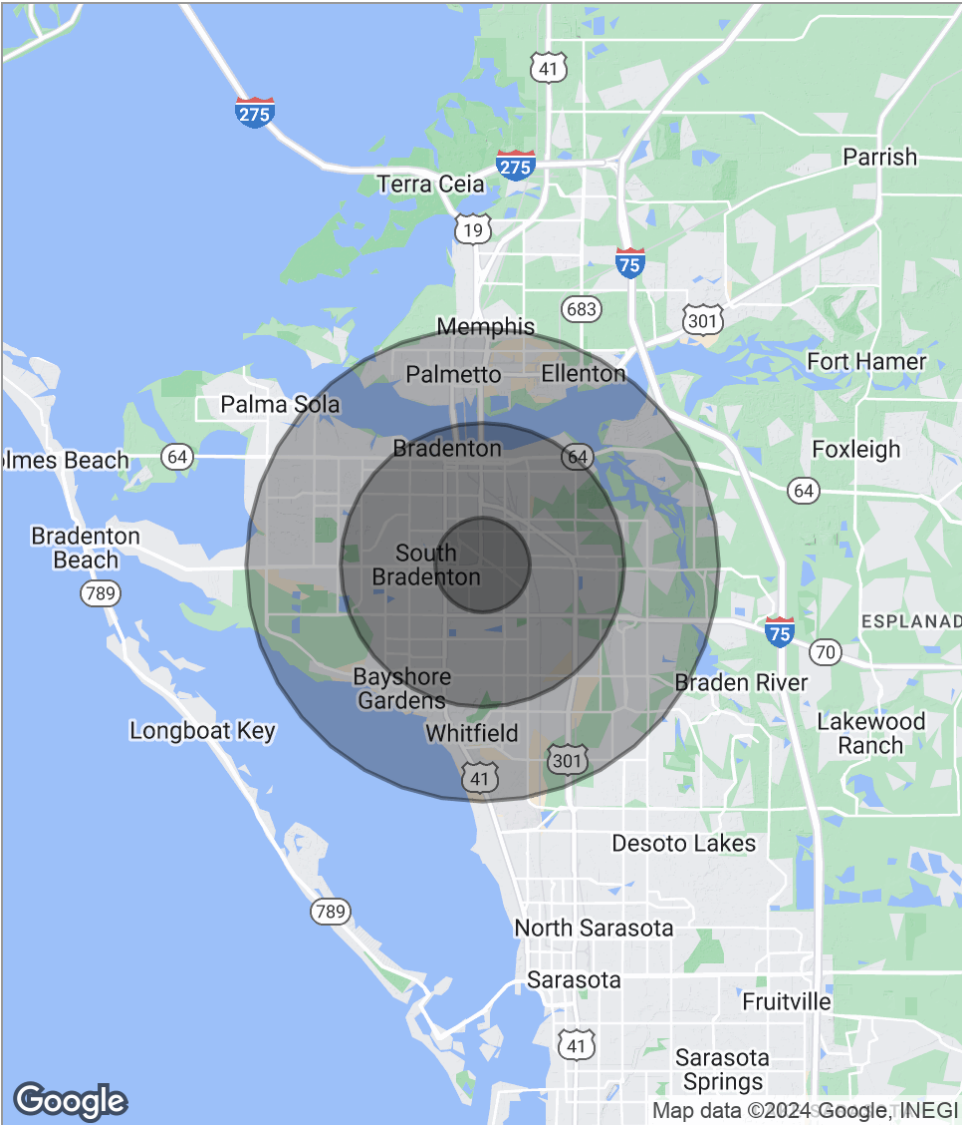 41
275
275
Parrish
Terra Ceia
19
75
683
301
Memphis
Fort Hamer
Palmetto
Ellenton
Palma Sola
Bradenton
64
Foxleigh
64
olmes Beach
64
Bradenton
Beach
South
Bradenton
789
ESPLANAD
75
70
Bayshore
Gardens
Braden River
Longboat Key
Whitfield
Lakewood
Ranch
301
41
Desoto Lakes
789
North Sarasota
Sarasota
Fruitville
41
Sarasota
Springs
Google
Map data ©2024 Google, INEGI